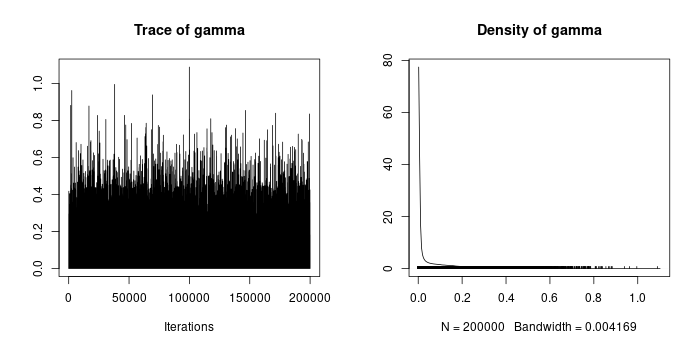 Trace of gamma
0.0 0.2 0.4 0.6 0.8 1.0
0 50000 100000 150000 200000
Iterations
Density of gamma
0 20 40 60 80
0.0 0.2 0.4 0.6 0.8 1.0
N = 200000 Bandwidth = 0.004169